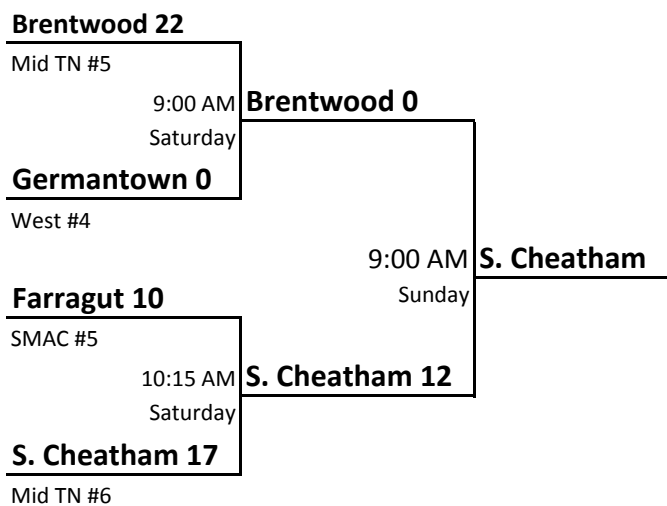 Brentwood 22
Mid TN #5
9:00 AM Brentwood 0
Saturday
Germantown 0
West #4
9:00 AM S. Cheatham
Sunday
Farragut 10
SMAC #5
10:15 AM S. Cheatham 12
Saturday
S. Cheatham 17
Mid TN #6